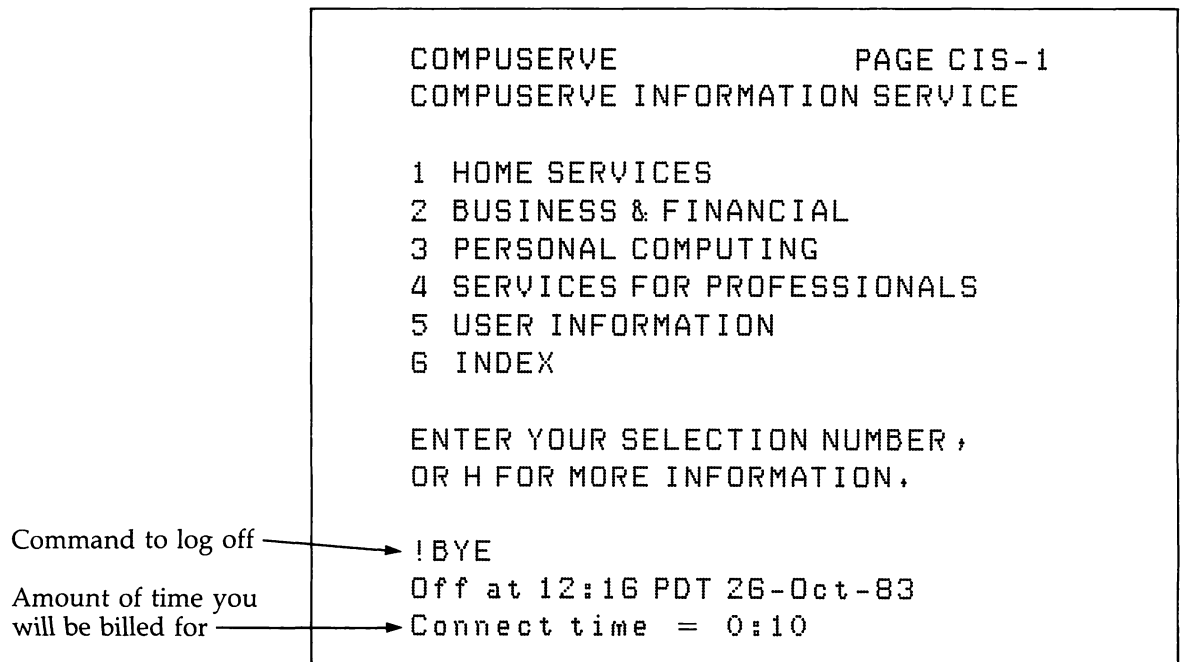 COMPUSERVE PAGE CIS-1
COMPUSERVE INFORMATION SERVICE
1 HOME SERVICES
2 BUSINESS & FINANCIAL
3 PERSONAL COMPUTING
4 SERVICES FOR PROFESSIONALS
5 USER INFORMATION
6 INDEX
ENTER YOUR SELECTION NUMBER,
OR H FOR MORE INFORMATION.
Command to log off
!BYE
Off at 12:16 PDT 26-Oct-83
Amount of time you
will be billed for
Connect time = 0:10